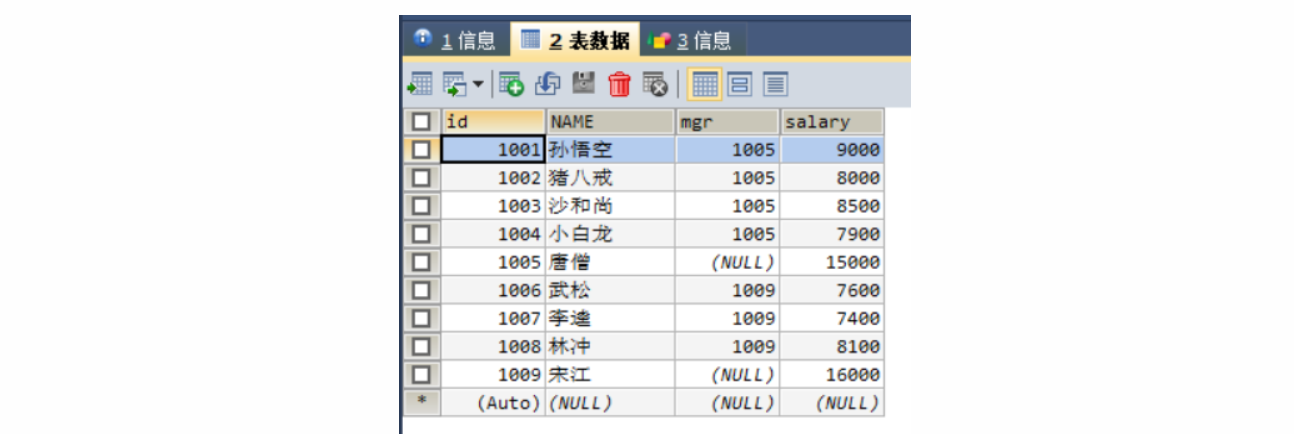 1 信息 2 表数据 3 信息
id NAME mgr salary
1001 孙悟空 1005 9000
1002 猪八戒 1005 8000
1003 沙和尚 1005 8500
1004 小白龙 1005 7900
1005 唐僧 (NULL) 15000
1006 武松 1009 7600
1007 李逵 1009 7400
1008 林冲 1009 8100
1009 宋江 (NULL) 16000
* (Auto) (NULL) (NULL) (NULL)